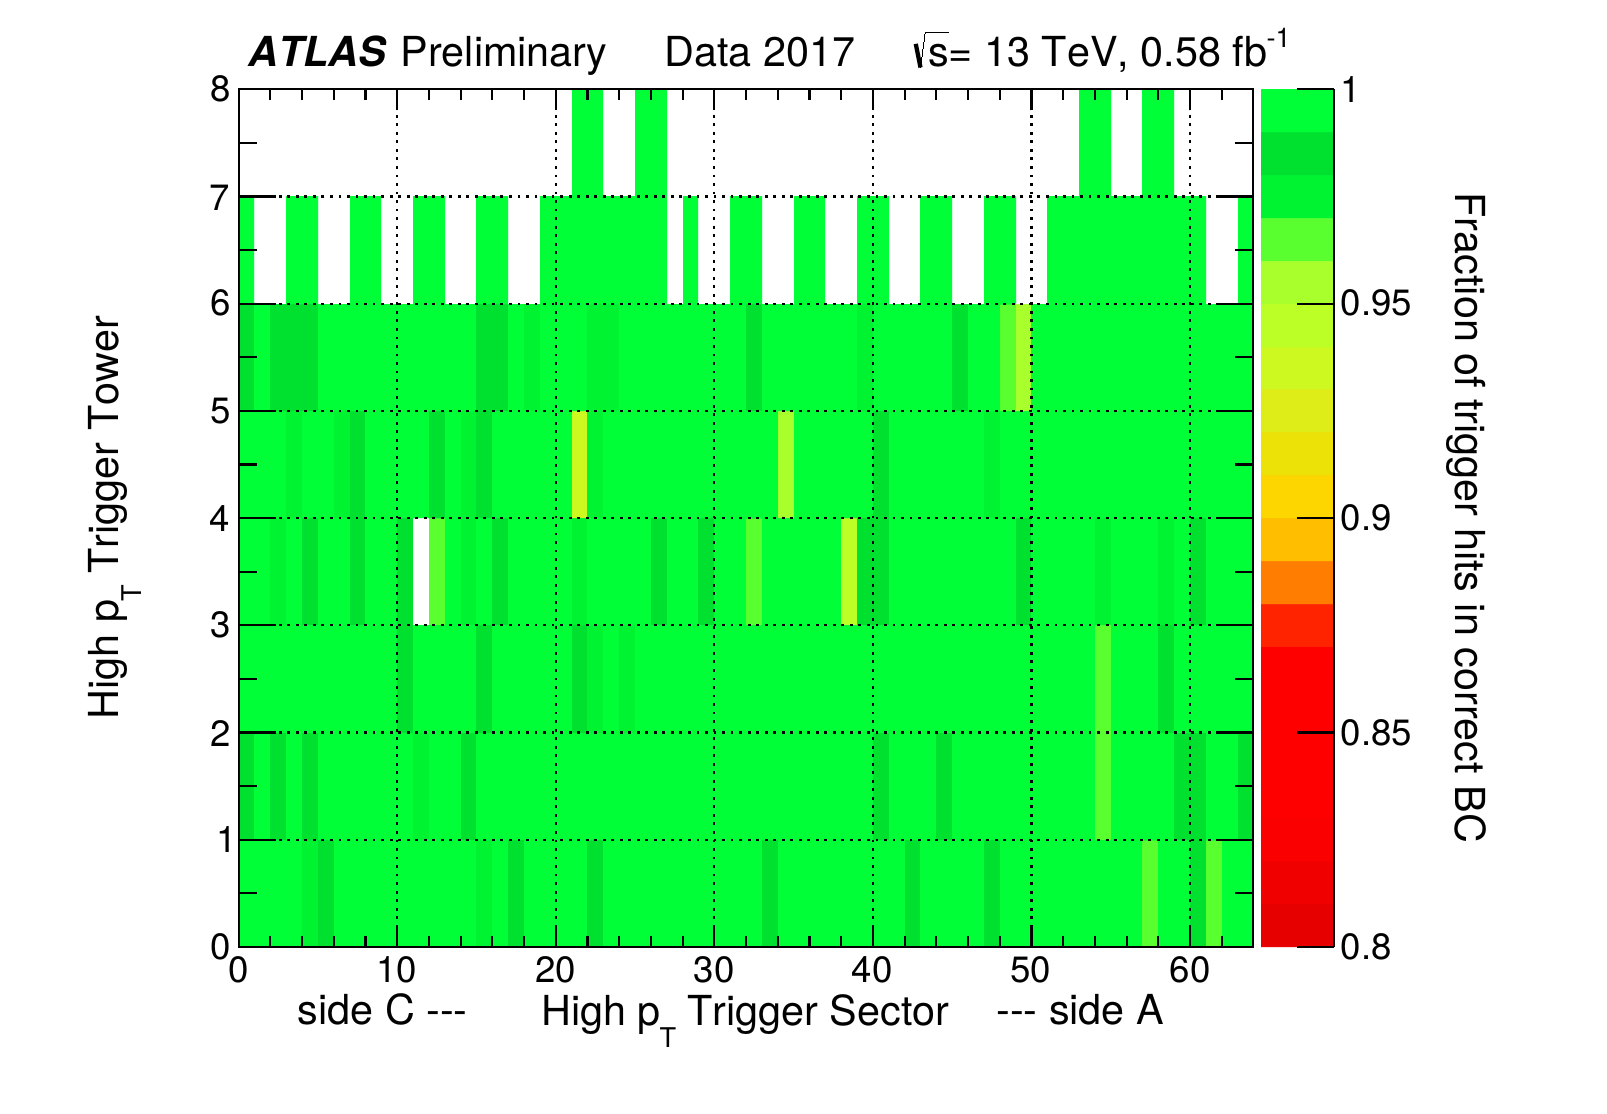 ATLAS Preliminary Data 2017 √s= 13 TeV, 0.58 fb⁻¹
8
7
6
5
4
3
2
1
0
High p_T Trigger Tower
0 10 20 30 40 50 60
side C --- High p_T Trigger Sector --- side A
1
0.95
0.9
0.85
0.8
Fraction of trigger hits in correct BC